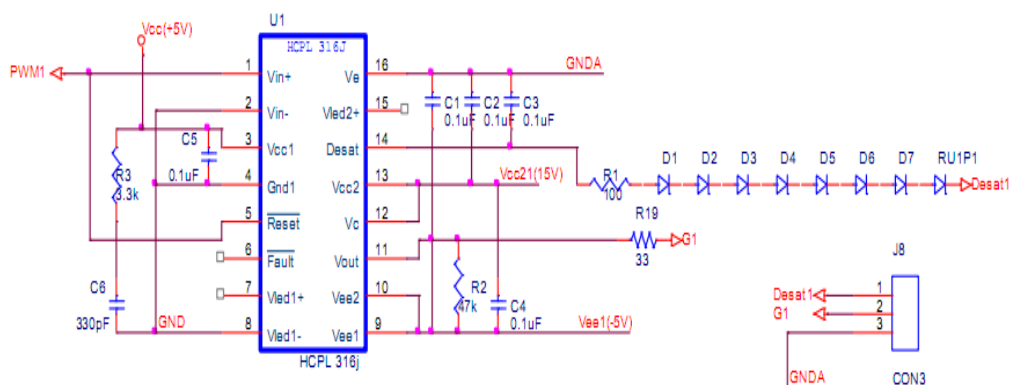 U1
Vcc(+5V)
HCPL 316J
PWM1
1 Vin+
2 Vin-
3 Vcc1
4 Gnd1
5 Reset
6 Fault
7 Vled1+
8 Vled1-
Ve 16
Vled2+ 15
Desat 14
Vcc2 13
Vc 12
Vout 11
Vee2 10
Vee1 9
HCPL 316j
C5
0.1uF
R3
3.3k
C6
330pF
GND
GNDA
C1 C2 C3
0.1uF 0.1uF 0.1uF
Vcc21(15V)
R1
100
D1 D2 D3 D4 D5 D6 D7 RU1P1
Desat1
R19
33
G1
R2
47k
C4
0.1uF
Vee1(-5V)
J8
Desat1 1
G1 2
3
GNDA
CON3